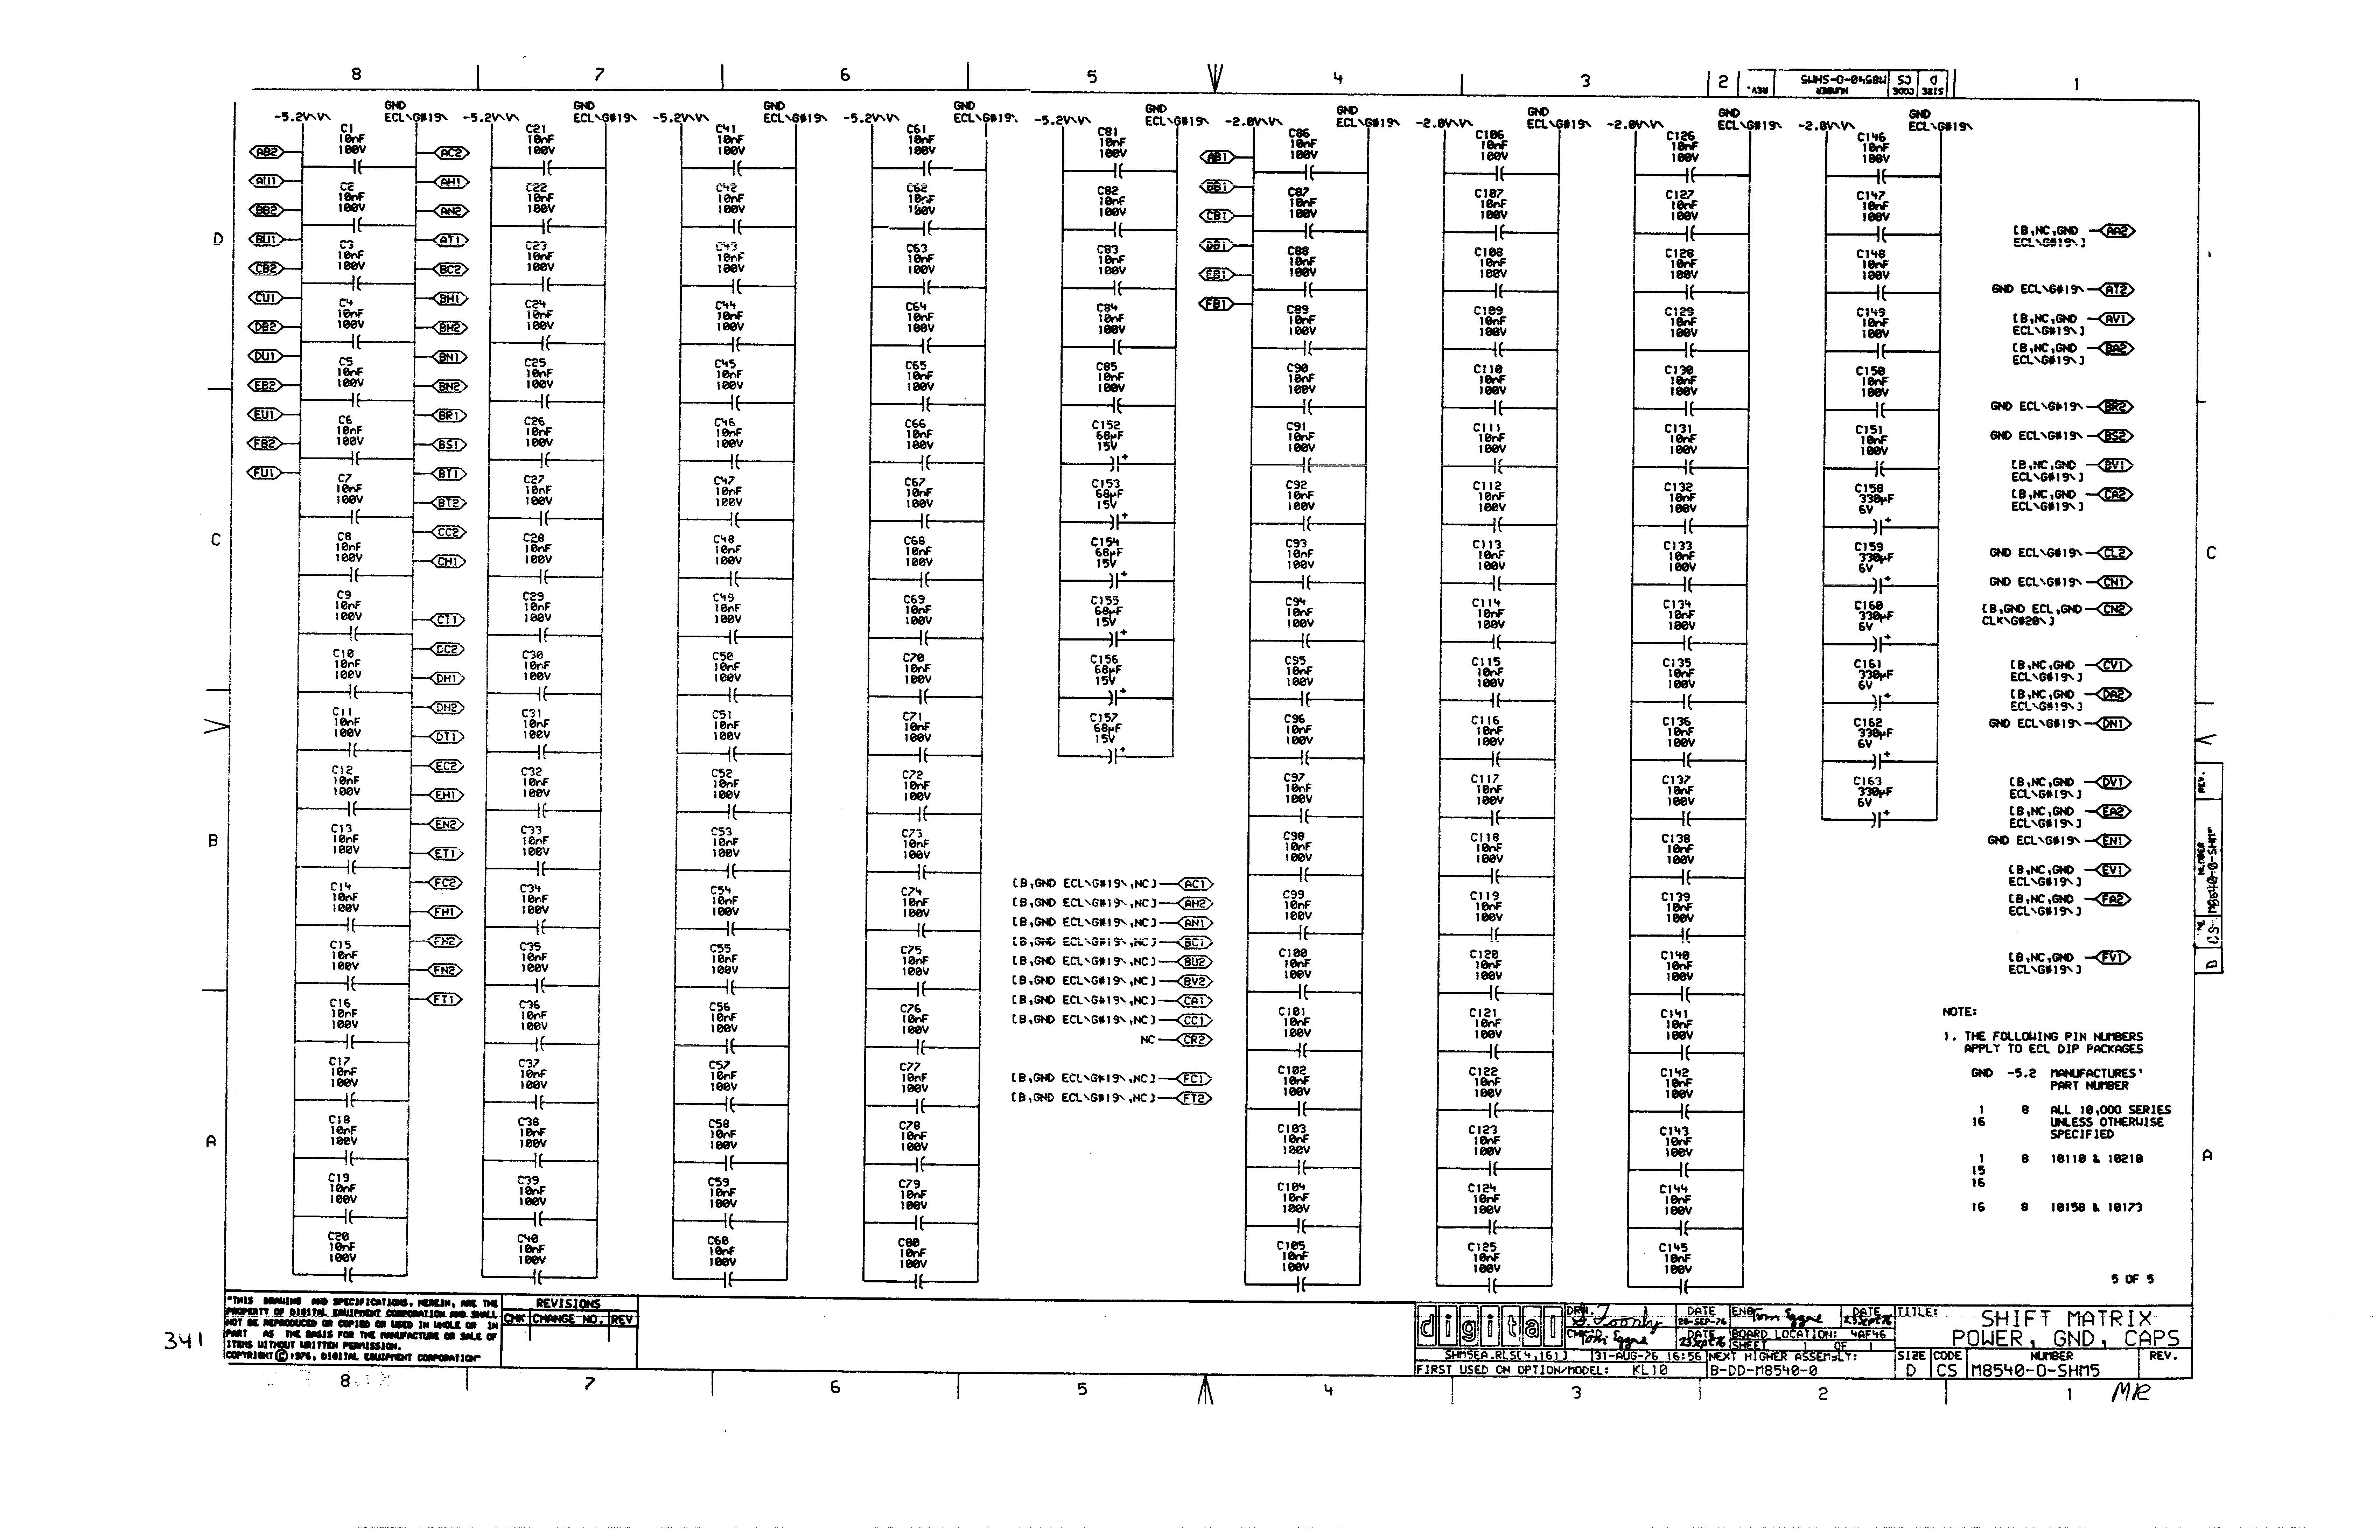 8
7
6
5
4
3
2
1
REV.
NUMBER
M8540-0-SHM5
CODE
CS
SIZE
D
-5.2V\V\
GND
ECL\G#19\
AB2
AU1
BB2
BU1
CB2
CU1
DB2
DU1
EB2
EU1
FB2
FU1
C1
10nF
100V
C2
10nF
100V
C3
10nF
100V
C4
10nF
100V
C5
10nF
100V
C6
10nF
100V
C7
10nF
100V
C8
10nF
100V
C9
10nF
100V
C10
10nF
100V
C11
10nF
100V
C12
10nF
100V
C13
10nF
100V
C14
10nF
100V
C15
10nF
100V
C16
10nF
100V
C17
10nF
100V
C18
10nF
100V
C19
10nF
100V
C20
10nF
100V
AC2
AH1
AN2
AT1
BC2
BH1
BH2
BN1
BN2
BR1
BS1
BT1
BT2
CC2
CH1
CT1
DC2
DH1
DN2
DT1
EC2
EH1
EN2
ET1
FC2
FH1
FH2
FN2
FT1
-5.2V\V\
GND
ECL\G#19\
C21
10nF
100V
C22
10nF
100V
C23
10nF
100V
C24
10nF
100V
C25
10nF
100V
C26
10nF
100V
C27
10nF
100V
C28
10nF
100V
C29
10nF
100V
C30
10nF
100V
C31
10nF
100V
C32
10nF
100V
C33
10nF
100V
C34
10nF
100V
C35
10nF
100V
C36
10nF
100V
C37
10nF
100V
C38
10nF
100V
C39
10nF
100V
C40
10nF
100V
-5.2V\V\
GND
ECL\G#19\
C41
10nF
100V
C42
10nF
100V
C43
10nF
100V
C44
10nF
100V
C45
10nF
100V
C46
10nF
100V
C47
10nF
100V
C48
10nF
100V
C49
10nF
100V
C50
10nF
100V
C51
10nF
100V
C52
10nF
100V
C53
10nF
100V
C54
10nF
100V
C55
10nF
100V
C56
10nF
100V
C57
10nF
100V
C58
10nF
100V
C59
10nF
100V
C60
10nF
100V
-5.2V\V\
GND
ECL\G#19\
C61
10nF
100V
C62
10nF
100V
C63
10nF
100V
C64
10nF
100V
C65
10nF
100V
C66
10nF
100V
C67
10nF
100V
C68
10nF
100V
C69
10nF
100V
C70
10nF
100V
C71
10nF
100V
C72
10nF
100V
C73
10nF
100V
C74
10nF
100V
C75
10nF
100V
C76
10nF
100V
C77
10nF
100V
C78
10nF
100V
C79
10nF
100V
C80
10nF
100V
-5.2V\V\
GND
ECL\G#19\
C81
10nF
100V
C82
10nF
100V
C83
10nF
100V
C84
10nF
100V
C85
10nF
100V
C152
68µF
15V
C153
68µF
15V
C154
68µF
15V
C155
68µF
15V
C156
68µF
15V
C157
68µF
15V
[B,GND ECL\G#19\,NC] AC1
[B,GND ECL\G#19\,NC] AH2
[B,GND ECL\G#19\,NC] AN1
[B,GND ECL\G#19\,NC] BC1
[B,GND ECL\G#19\,NC] BU2
[B,GND ECL\G#19\,NC] BV2
[B,GND ECL\G#19\,NC] CA1
[B,GND ECL\G#19\,NC] CC1
NC CR2
[B,GND ECL\G#19\,NC] FC1
[B,GND ECL\G#19\,NC] FT2
AB1
BB1
CB1
DB1
EB1
FB1
-2.0V\V\
GND
ECL\G#19\
C86
10nF
100V
C87
10nF
100V
C88
10nF
100V
C89
10nF
100V
C90
10nF
100V
C91
10nF
100V
C92
10nF
100V
C93
10nF
100V
C94
10nF
100V
C95
10nF
100V
C96
10nF
100V
C97
10nF
100V
C98
10nF
100V
C99
10nF
100V
C100
10nF
100V
C101
10nF
100V
C102
10nF
100V
C103
10nF
100V
C104
10nF
100V
C105
10nF
100V
-2.0V\V\
GND
ECL\G#19\
C106
10nF
100V
C107
10nF
100V
C108
10nF
100V
C109
10nF
100V
C110
10nF
100V
C111
10nF
100V
C112
10nF
100V
C113
10nF
100V
C114
10nF
100V
C115
10nF
100V
C116
10nF
100V
C117
10nF
100V
C118
10nF
100V
C119
10nF
100V
C120
10nF
100V
C121
10nF
100V
C122
10nF
100V
C123
10nF
100V
C124
10nF
100V
C125
10nF
100V
-2.0V\V\
GND
ECL\G#19\
C126
10nF
100V
C127
10nF
100V
C128
10nF
100V
C129
10nF
100V
C130
10nF
100V
C131
10nF
100V
C132
10nF
100V
C133
10nF
100V
C134
10nF
100V
C135
10nF
100V
C136
10nF
100V
C137
10nF
100V
C138
10nF
100V
C139
10nF
100V
C140
10nF
100V
C141
10nF
100V
C142
10nF
100V
C143
10nF
100V
C144
10nF
100V
C145
10nF
100V
-2.0V\V\
GND
ECL\G#19\
C146
10nF
100V
C147
10nF
100V
C148
10nF
100V
C149
10nF
100V
C150
10nF
100V
C151
10nF
100V
C158
330µF
6V
C159
330µF
6V
C160
330µF
6V
C161
330µF
6V
C162
330µF
6V
C163
330µF
6V
[B,NC,GND AA2
ECL\G#19\]
GND ECL\G#19\ AT2
[B,NC,GND AV1
ECL\G#19\]
[B,NC,GND BA2
ECL\G#19\]
GND ECL\G#19\ BR2
GND ECL\G#19\ BS2
[B,NC,GND BV1
ECL\G#19\]
[B,NC,GND CA2
ECL\G#19\]
GND ECL\G#19\ CL2
GND ECL\G#19\ CN1
[B,GND ECL,GND CN2
CLK\G#20\]
[B,NC,GND CV1
ECL\G#19\]
[B,NC,GND DA2
ECL\G#19\]
GND ECL\G#19\ DN1
[B,NC,GND DV1
ECL\G#19\]
[B,NC,GND EA2
ECL\G#19\]
GND ECL\G#19\ EN1
[B,NC,GND EV1
ECL\G#19\]
[B,NC,GND FA2
ECL\G#19\]
[B,NC,GND FV1
ECL\G#19\]
NOTE:
1. THE FOLLOWING PIN NUMBERS
APPLY TO ECL DIP PACKAGES
GND -5.2 MANUFACTURES'
PART NUMBER
1 8 ALL 10,000 SERIES
16 UNLESS OTHERWISE
SPECIFIED
1 8 10110 & 10210
15
16
16 8 10158 & 10173
5 OF 5
D
C
B
A
C
A
REV.
NUMBER
M8540-0-SHM
CS
D
341
"THIS DRAWING AND SPECIFICATIONS, HEREIN, ARE THE
PROPERTY OF DIGITAL EQUIPMENT CORPORATION AND SHALL
NOT BE REPRODUCED OR COPIED OR USED IN WHOLE OR IN
PART AS THE BASIS FOR THE MANUFACTURE OR SALE OF
ITEMS WITHOUT WRITTEN PERMISSION.
COPYRIGHT © 1976, DIGITAL EQUIPMENT CORPORATION"
REVISIONS
CHK CHANGE NO. REV
digital
DRN.
DATE
20-SEP-76
ENG Tom Eggre
DATE
23 Sept 76
CHK Tom Eggre
DATE
23 Sept 76
BOARD LOCATION: 4AF46
SHEET 1 OF 1
SHM5EA.RLS[4,161] 31-AUG-76 16:56 NEXT HIGHER ASSEMBLY:
FIRST USED ON OPTION/MODEL: KL10 B-DD-M8540-0
TITLE:
SHIFT MATRIX
POWER, GND, CAPS
SIZE CODE NUMBER REV.
D CS M8540-0-SHM5
8
7
6
5
4
3
2
1
MR